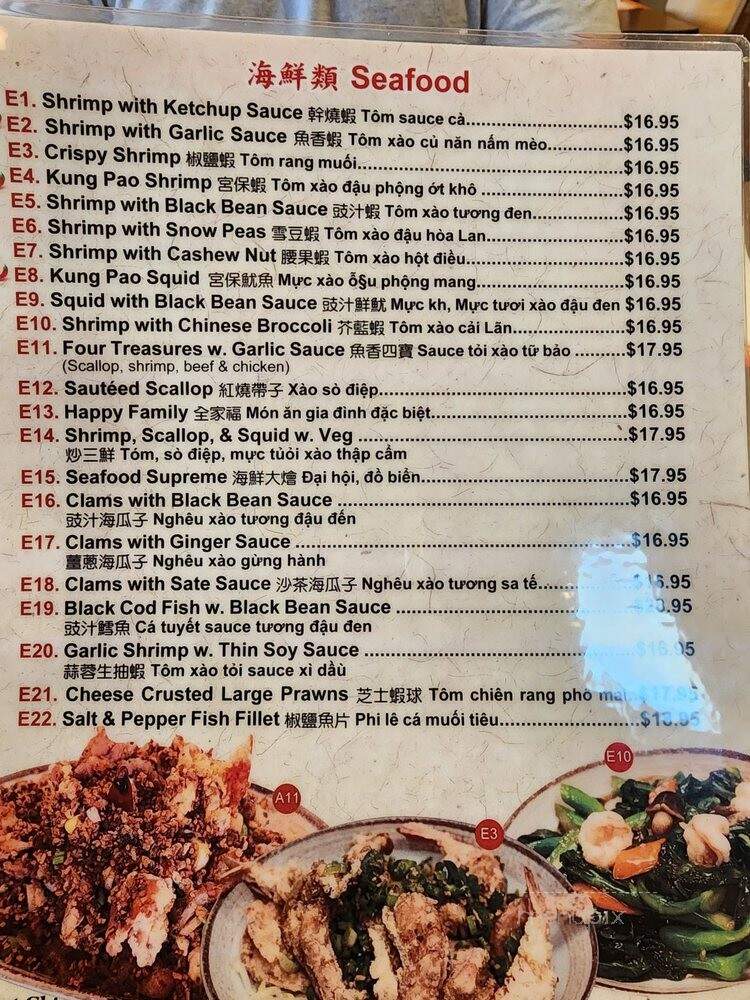 海鮮類 Seafood
E1. Shrimp with Ketchup Sauce 幹燒蝦 Tôm sauce cà..........................$16.95
E2. Shrimp with Garlic Sauce 魚香蝦 Tôm xào củ năn nấm mèo.............$16.95
E3. Crispy Shrimp 椒鹽蝦 Tôm rang muối............................................$16.95
E4. Kung Pao Shrimp 宮保蝦 Tôm xào đậu phộng ớt khô ........................$16.95
E5. Shrimp with Black Bean Sauce 豉汁蝦 Tôm xào tương đen...............$16.95
E6. Shrimp with Snow Peas 雪豆蝦 Tôm xào đậu hòa Lan.......................$16.95
E7. Shrimp with Cashew Nut 腰果蝦 Tôm xào hột điều...........................$16.95
E8. Kung Pao Squid 宮保魷魚 Mực xào ỗ§u phộng mang.........................$16.95
E9. Squid with Black Bean Sauce 豉汁鮮魷 Mực kh, Mực tươi xào đậu đen $16.95
E10. Shrimp with Chinese Broccoli 芥藍蝦 Tôm xào cải Lãn...................$16.95
E11. Four Treasures w. Garlic Sauce 魚香四寶 Sauce tỏi xào tữ bảo .........$17.95
(Scallop, shrimp, beef & chicken)
E12. Sautéed Scallop 紅燒帶子 Xào sò điệp..........................................$16.95
E13. Happy Family 全家福 Món ăn gia đình đặc biệt.................................$16.95
E14. Shrimp, Scallop, & Squid w. Veg .............................................$17.95
炒三鮮 Tóm, sò điệp, mực tủỏi xào thập cẩm
E15. Seafood Supreme 海鮮大燴 Đại hội, đồ biển...................................$17.95
E16. Clams with Black Bean Sauce .................................................$16.95
豉汁海瓜子 Nghêu xào tương đậu đến
E17. Clams with Ginger Sauce ........................................................$16.95
薑蔥海瓜子 Nghêu xào gừng hành
E18. Clams with Sate Sauce 沙茶海瓜子 Nghêu xào tương sa tế................$16.95
E19. Black Cod Fish w. Black Bean Sauce ........................................
豉汁鱈魚 Cá tuyết sauce tương đậu đen
E20. Garlic Shrimp w. Thin Soy Sauce .............................................$16.95
蒜蓉生抽蝦 Tôm xào tỏi sauce xì dầù
E21. Cheese Crusted Large Prawns 芝士蝦球 Tôm chiên rang phô mai..$17.95
E22. Salt & Pepper Fish Fillet 椒鹽魚片 Phi lê cá muối tiêu.......................
A11
E3
E10